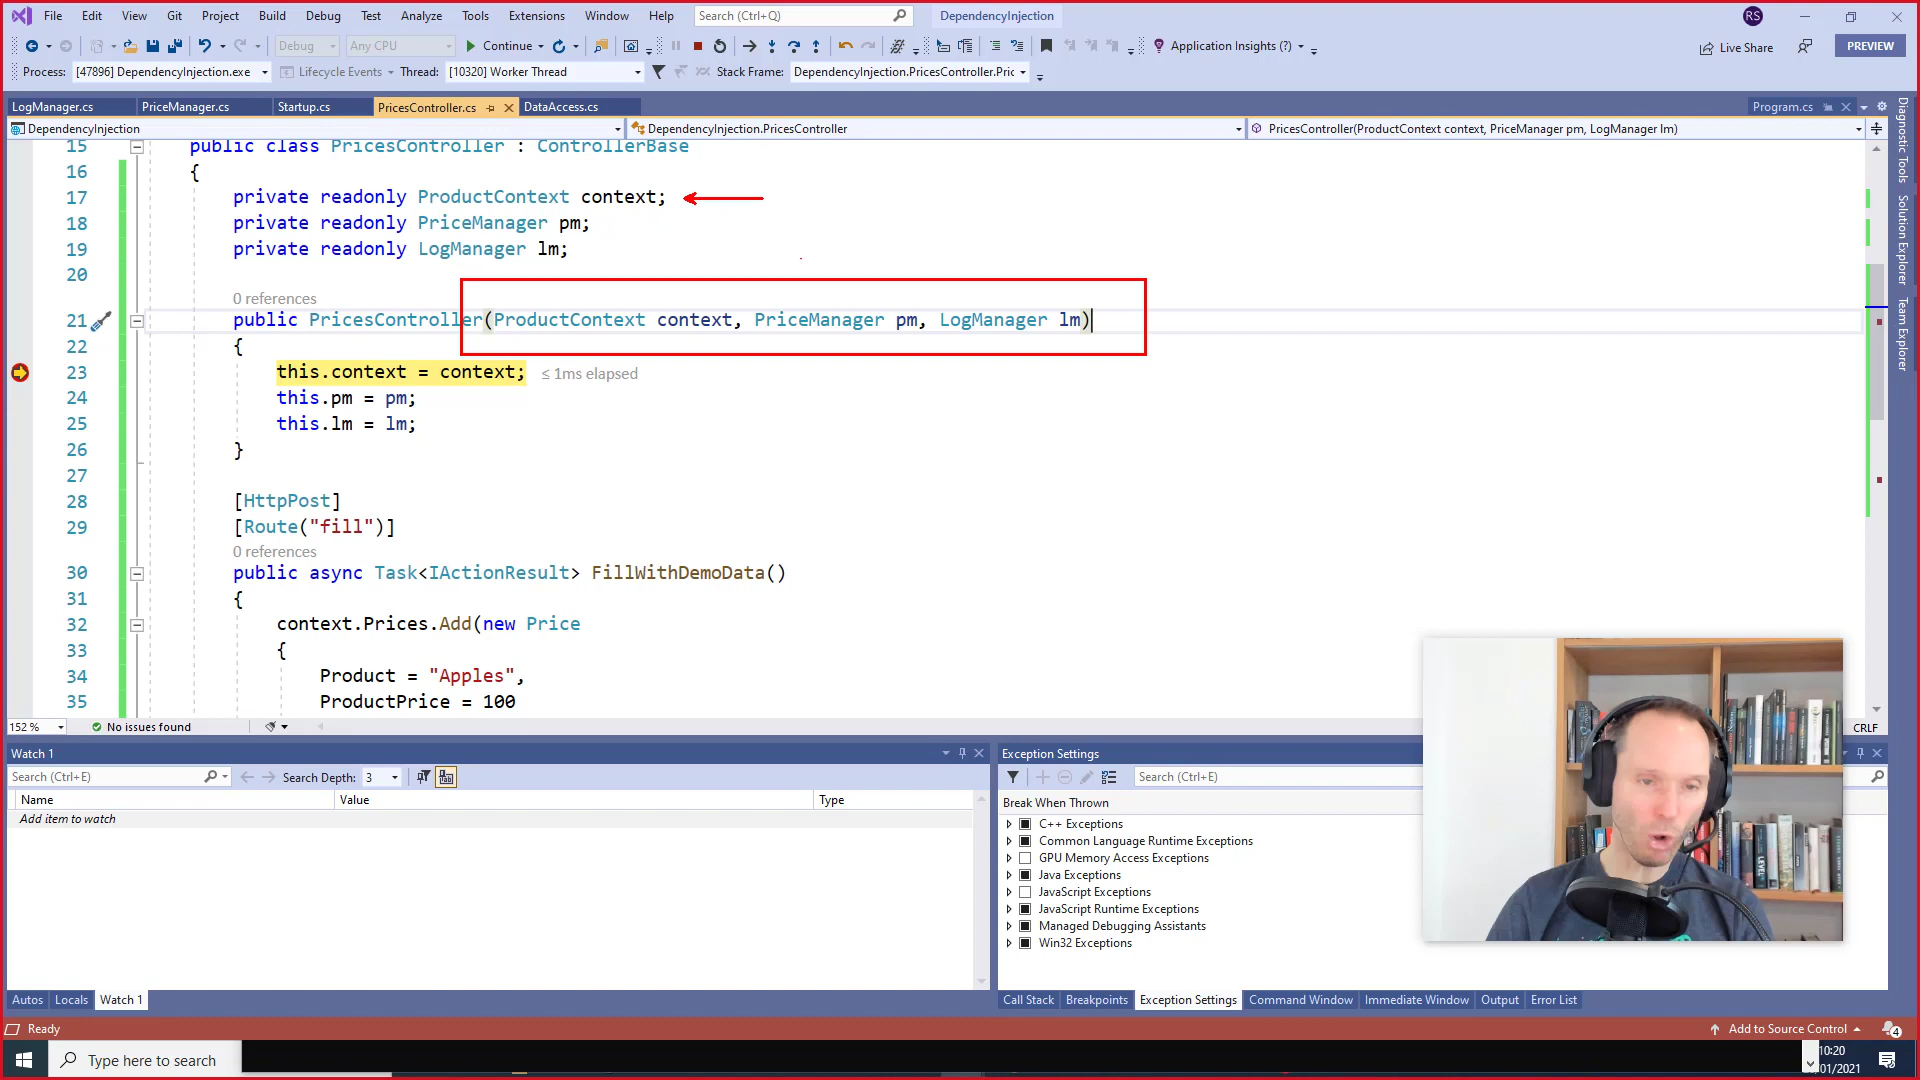 File Edit View Git Project Build Debug Test Analyze Tools Extensions Window Help Search (Ctrl+Q) DependencyInjection RS
Debug Any CPU Continue Application Insights (?) Live Share PREVIEW
Process: [47896] DependencyInjection.exe Lifecycle Events Thread: [10320] Worker Thread Stack Frame: DependencyInjection.PricesController.Pric
LogManager.cs PriceManager.cs Startup.cs PricesController.cs DataAccess.cs Program.cs
DependencyInjection DependencyInjection.PricesController PricesController(ProductContext context, PriceManager pm, LogManager lm)
15 public class PricesController : ControllerBase
16 {
17 private readonly ProductContext context;
18 private readonly PriceManager pm;
19 private readonly LogManager lm;
20
0 references
21 public PricesController(ProductContext context, PriceManager pm, LogManager lm)
22 {
23 this.context = context; ≤ 1ms elapsed
24 this.pm = pm;
25 this.lm = lm;
26 }
27
28 [HttpPost]
29 [Route("fill")]
0 references
30 public async Task<IActionResult> FillWithDemoData()
31 {
32 context.Prices.Add(new Price
33 {
34 Product = "Apples",
35 ProductPrice = 100
152 % No issues found CRLF
Diagnostic Tools
Solution Explorer
Team Explorer
Watch 1
Search (Ctrl+E) Search Depth: 3
Name Value Type
Add item to watch
Autos Locals Watch 1
Exception Settings
Search (Ctrl+E)
Break When Thrown
C++ Exceptions
Common Language Runtime Exceptions
GPU Memory Access Exceptions
Java Exceptions
JavaScript Exceptions
JavaScript Runtime Exceptions
Managed Debugging Assistants
Win32 Exceptions
Call Stack Breakpoints Exception Settings Command Window Immediate Window Output Error List
Ready Add to Source Control 4
Type here to search 10:20
/01/2021